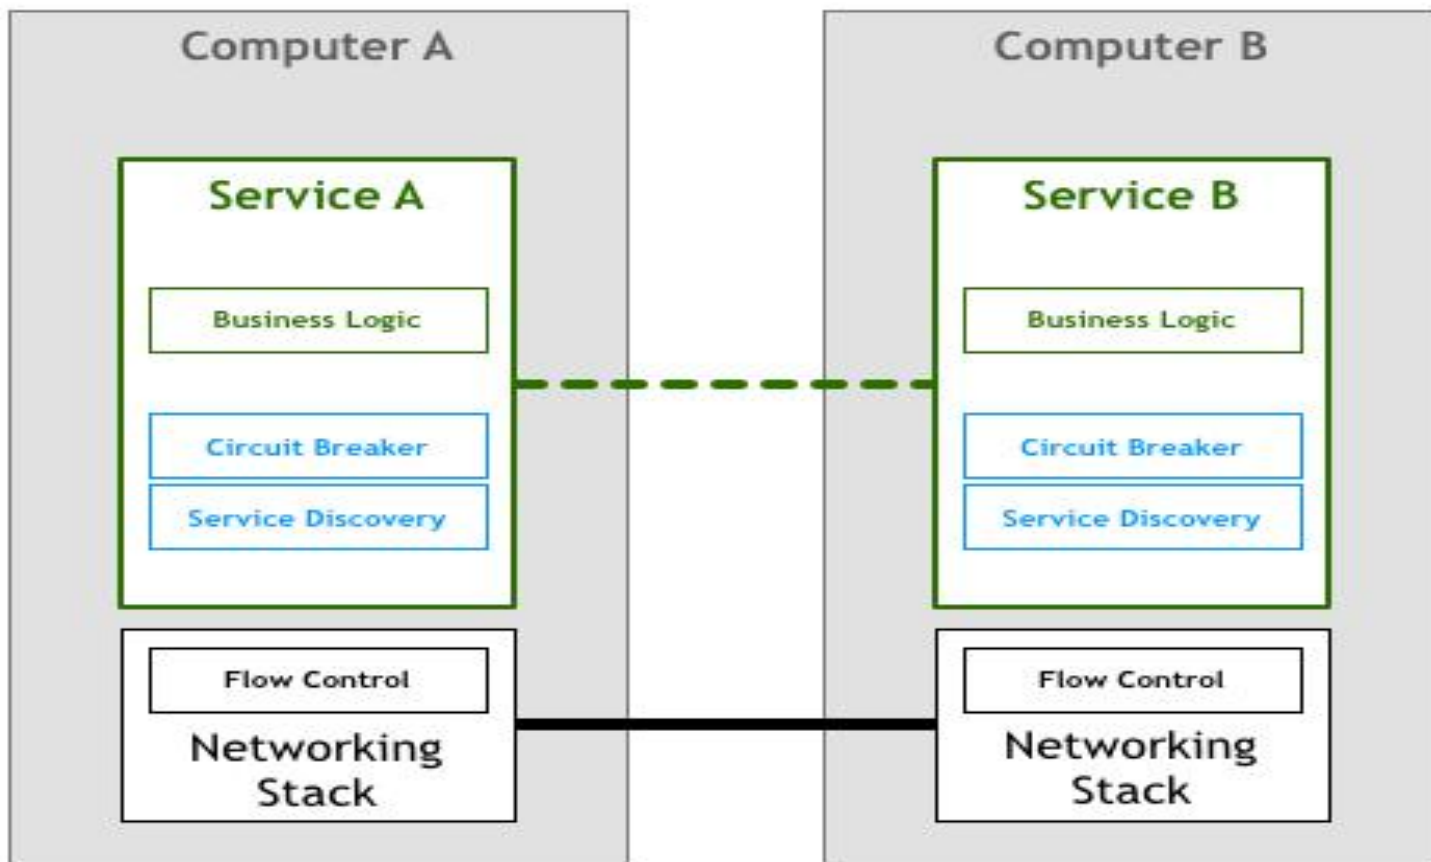 Computer A
Service A
Business Logic
Circuit Breaker
Service Discovery
Flow Control
Networking
Stack
Computer B
Service B
Business Logic
Circuit Breaker
Service Discovery
Flow Control
Networking
Stack